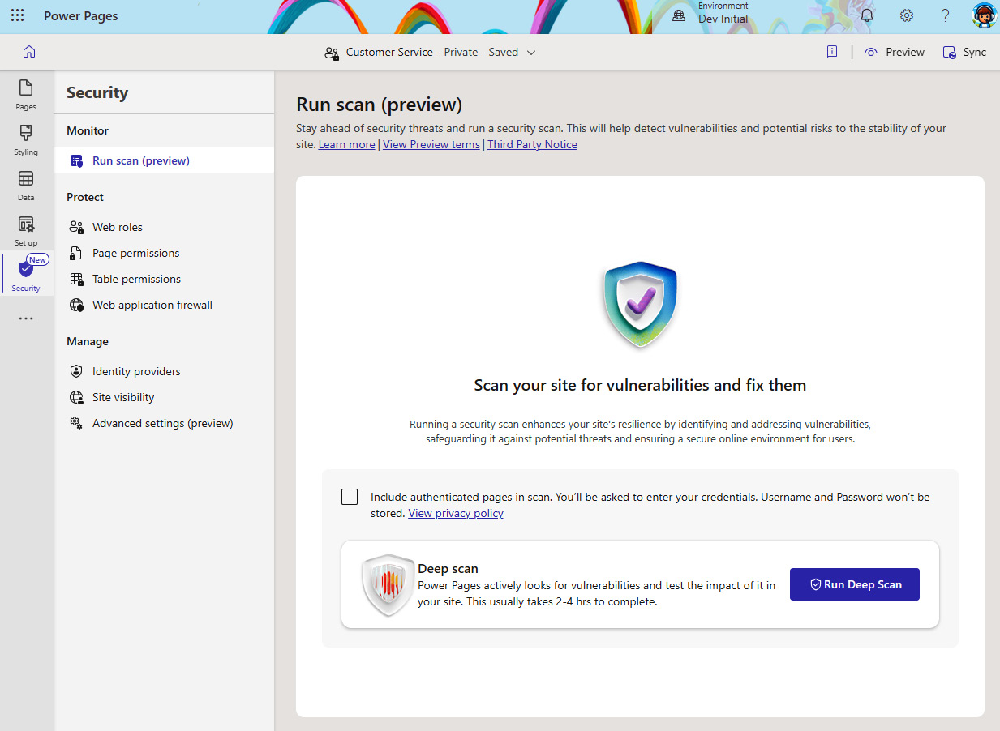 Power Pages
Environment
Dev Initial
Customer Service - Private - Saved
Preview
Sync
Pages
Styling
Data
Set up
New
Security
Security
Monitor
Run scan (preview)
Protect
Web roles
Page permissions
Table permissions
Web application firewall
Manage
Identity providers
Site visibility
Advanced settings (preview)
Run scan (preview)
Stay ahead of security threats and run a security scan. This will help detect vulnerabilities and potential risks to the stability of your
site. Learn more | View Preview terms | Third Party Notice
Scan your site for vulnerabilities and fix them
Running a security scan enhances your site's resilience by identifying and addressing vulnerabilities,
safeguarding it against potential threats and ensuring a secure online environment for users.
Include authenticated pages in scan. You’ll be asked to enter your credentials. Username and Password won’t be
stored. View privacy policy
Deep scan
Power Pages actively looks for vulnerabilities and test the impact of it in
your site. This usually takes 2-4 hrs to complete.
Run Deep Scan